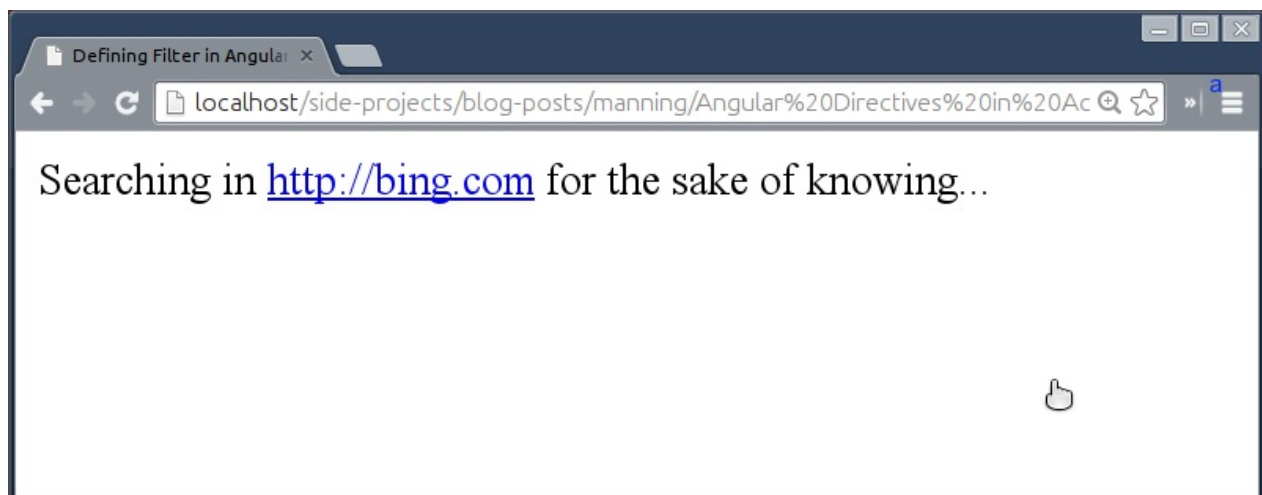 Defining Filter in Angular
localhost/side-projects/blog-posts/manning/Angular%20Directives%20in%20Ac
a
Searching in http://bing.com for the sake of knowing...